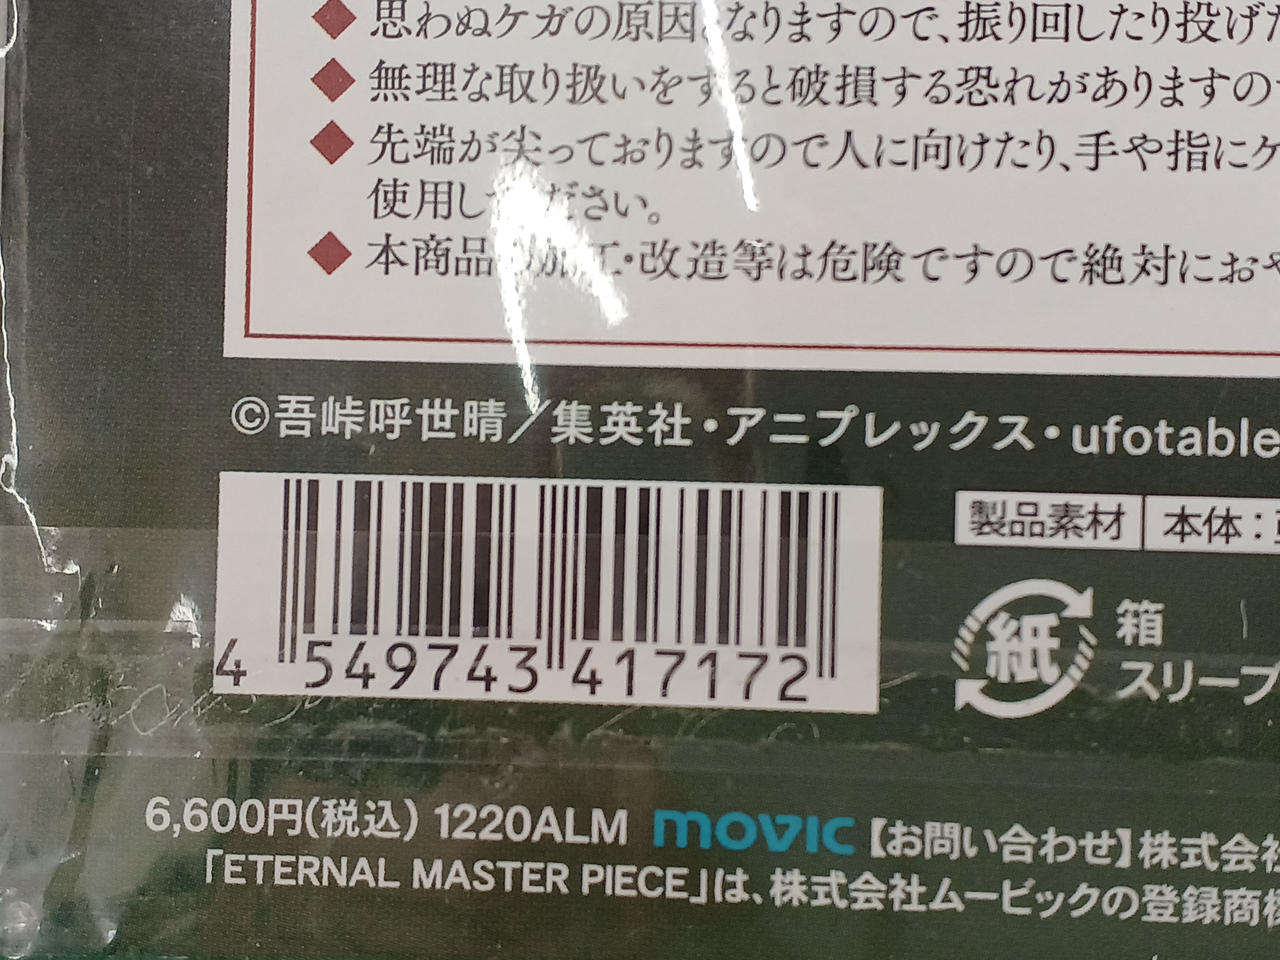 ◆思わぬケガの原因となりますので、振り回したり投げた
◆無理な取り扱いをすると破損する恐れがありますので
◆先端が尖っておりますので人に向けたり、手や指にケ
使用してください。
◆本商品の加工・改造等は危険ですので絶対におや
©吾峠呼世晴／集英社・アニプレックス・ufotable
4 549743 417172
製品素材 本体：
紙 箱
スリーブ
6,600円(税込) 1220ALM movic【お問い合わせ】株式会社
「ETERNAL MASTER PIECE」は、株式会社ムービックの登録商標